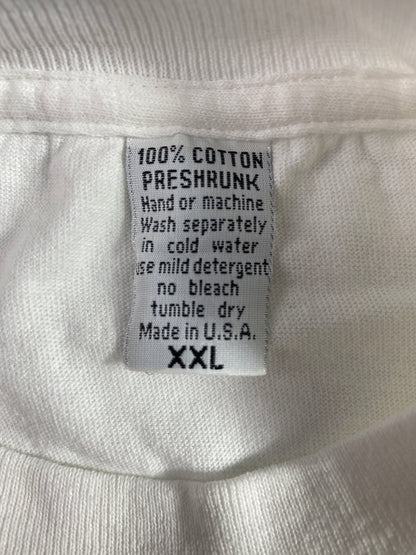 100% COTTON
PRESHRUNK
Hand or machine
Wash separately
in cold water
use mild detergent
no bleach
tumble dry
Made in U.S.A.
XXL